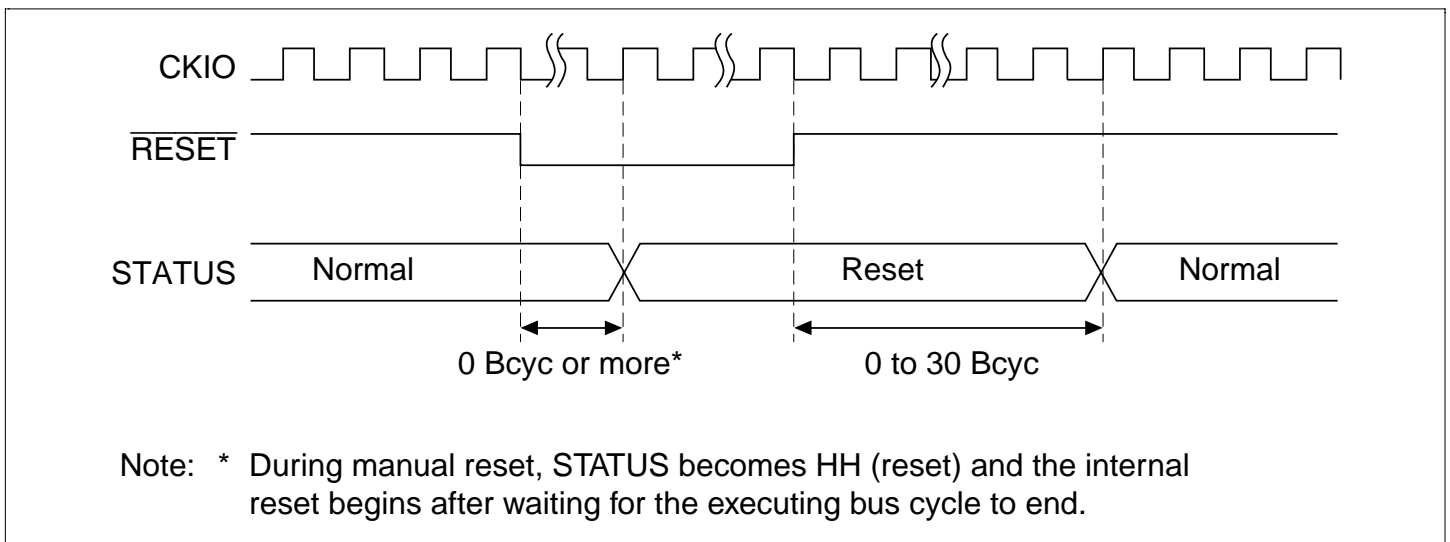 CKIO
RESET
STATUS Normal Reset Normal
0 Bcyc or more* 0 to 30 Bcyc
Note: * During manual reset, STATUS becomes HH (reset) and the internal
reset begins after waiting for the executing bus cycle to end.